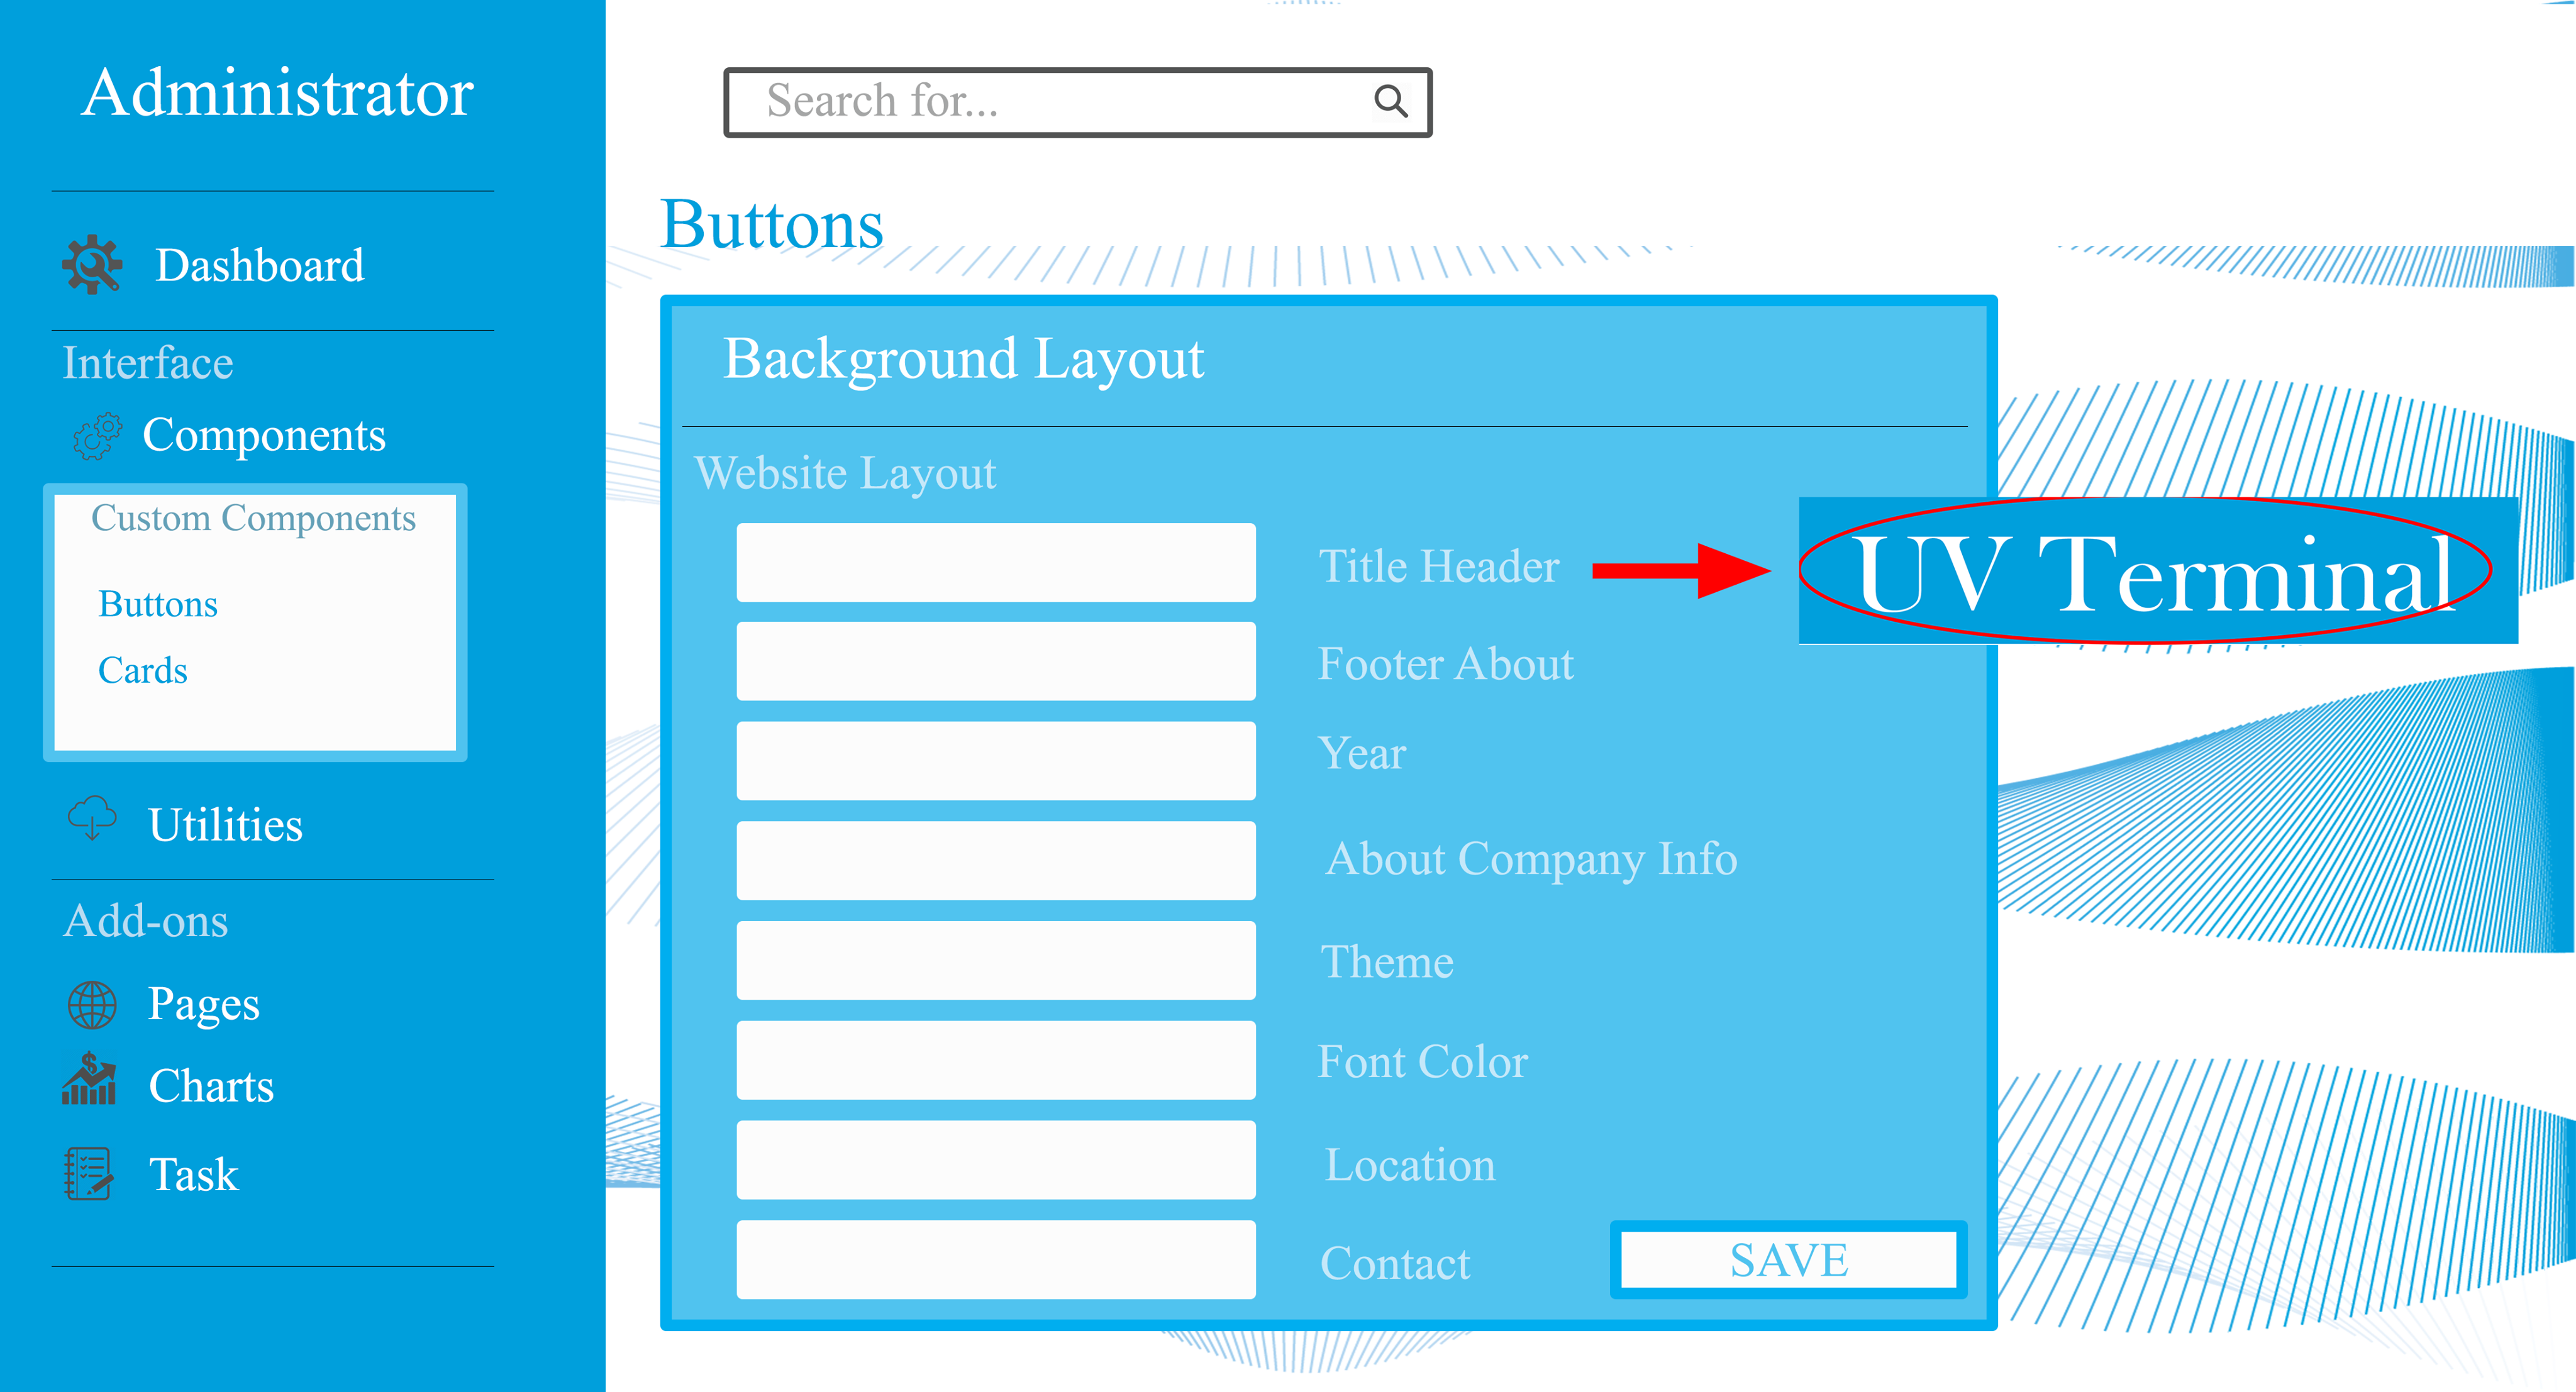 Administrator
Dashboard
Interface
Components
Custom Components
Buttons
Cards
Utilities
Add-ons
Pages
Charts
Task
Search for...
Buttons
Background Layout
Website Layout
Title Header
UV Terminal
Footer About
Year
About Company Info
Theme
Font Color
Location
Contact
SAVE